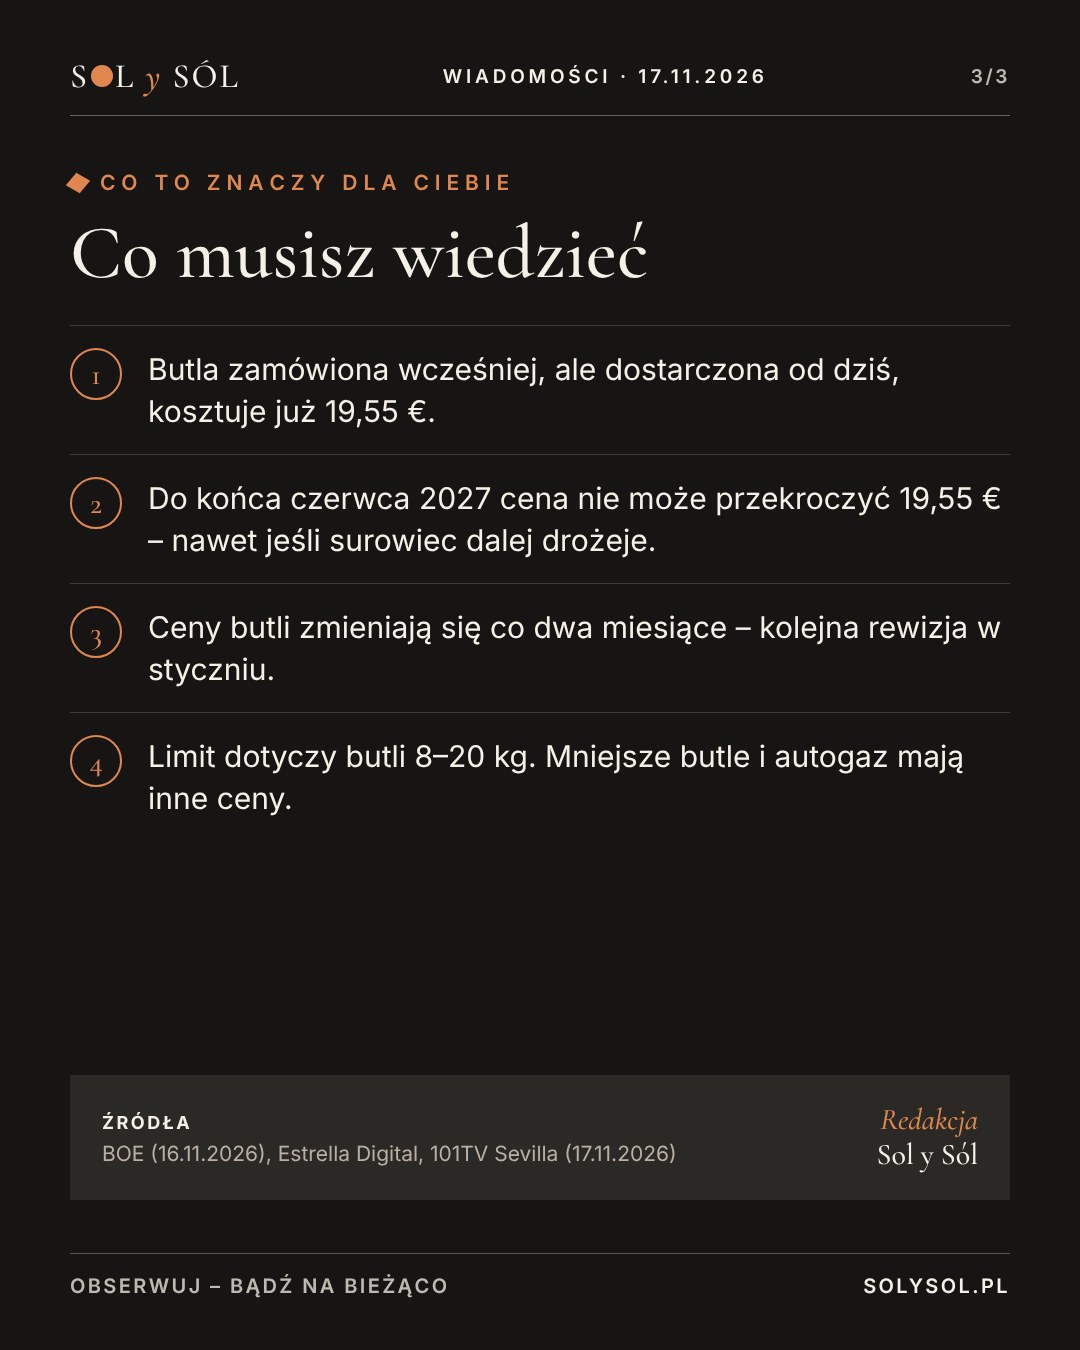 SOL y SÓL
WIADOMOŚCI · 17.11.2026
3/3
CO TO ZNACZY DLA CIEBIE
Co musisz wiedzieć
1
Butla zamówiona wcześniej, ale dostarczona od dziś,
kosztuje już 19,55 €.
2
Do końca czerwca 2027 cena nie może przekroczyć 19,55 €
– nawet jeśli surowiec dalej drożeje.
3
Ceny butli zmieniają się co dwa miesiące – kolejna rewizja w
styczniu.
4
Limit dotyczy butli 8–20 kg. Mniejsze butle i autogaz mają
inne ceny.
ŹRÓDŁA
BOE (16.11.2026), Estrella Digital, 101TV Sevilla (17.11.2026)
Redakcja
Sol y Sól
OBSERWUJ – BĄDŹ NA BIEŻĄCO
SOLYSOL.PL